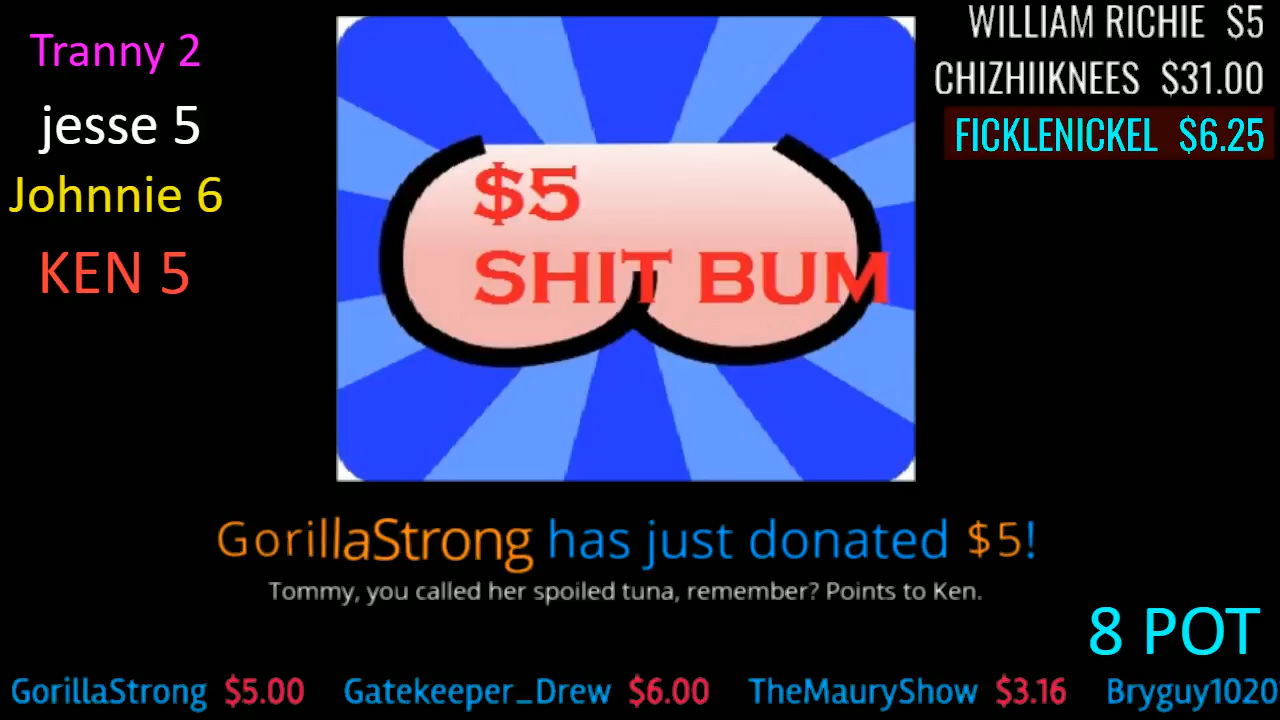 Tranny 2
jesse 5
Johnnie 6
KEN 5
$5
SHIT BUM
WILLIAM RICHIE $5
CHIZHIIKNEES $31.00
FICKLENICKEL $6.25
GorillaStrong has just donated $5!
Tommy, you called her spoiled tuna, remember? Points to Ken.
8 POT
GorillaStrong $5.00 Gatekeeper_Drew $6.00 TheMauryShow $3.16 Bryguy1020